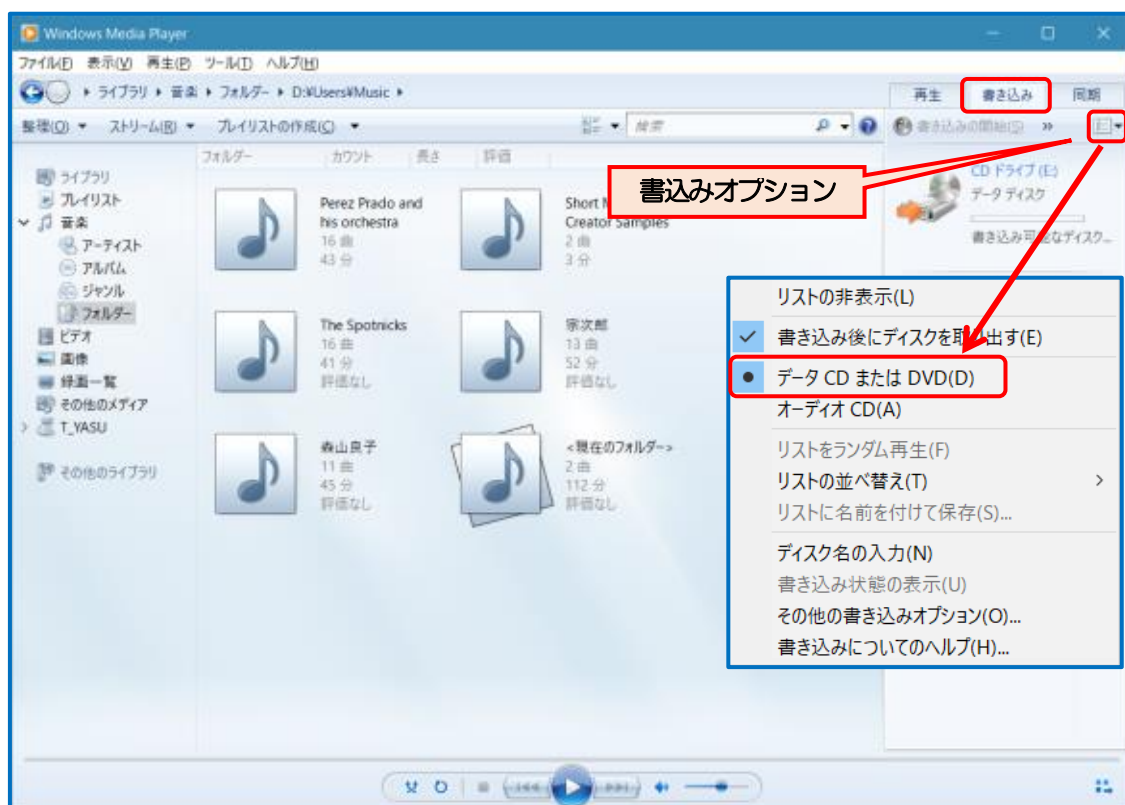 Windows Media Player
ファイル(F) 表示(V) 再生(P) ツール(T) ヘルプ(H)
ライブラリ 音楽 フォルダー D:¥Users¥Music
再生 書き込み 同期
整理(O) ストリーム(R) プレイリストの作成(C)
検索
書き込みの開始(S) »
フォルダー カウント 長さ 評価
ライブラリ
プレイリスト
音楽
アーティスト
アルバム
ジャンル
フォルダー
ビデオ
画像
録画一覧
その他のメディア
T_YASU
その他のライブラリ
Perez Prado and
his orchestra
16 曲
43 分
Short
Creator Samples
2 曲
3 分
The Spotnicks
16 曲
41 分
評価なし
宗次郎
13 曲
52 分
評価なし
森山良子
11 曲
45 分
評価なし
<現在のフォルダー>
2 曲
112 分
評価なし
書込みオプション
CD ドライブ (E:)
データ ディスク
書き込み可能なディスク...
リストの非表示(L)
書き込み後にディスクを取り出す(E)
データ CD または DVD(D)
オーディオ CD(A)
リストをランダム再生(F)
リストの並べ替え(T)
リストに名前を付けて保存(S)...
ディスク名の入力(N)
書き込み状態の表示(U)
その他の書き込みオプション(O)...
書き込みについてのヘルプ(H)...